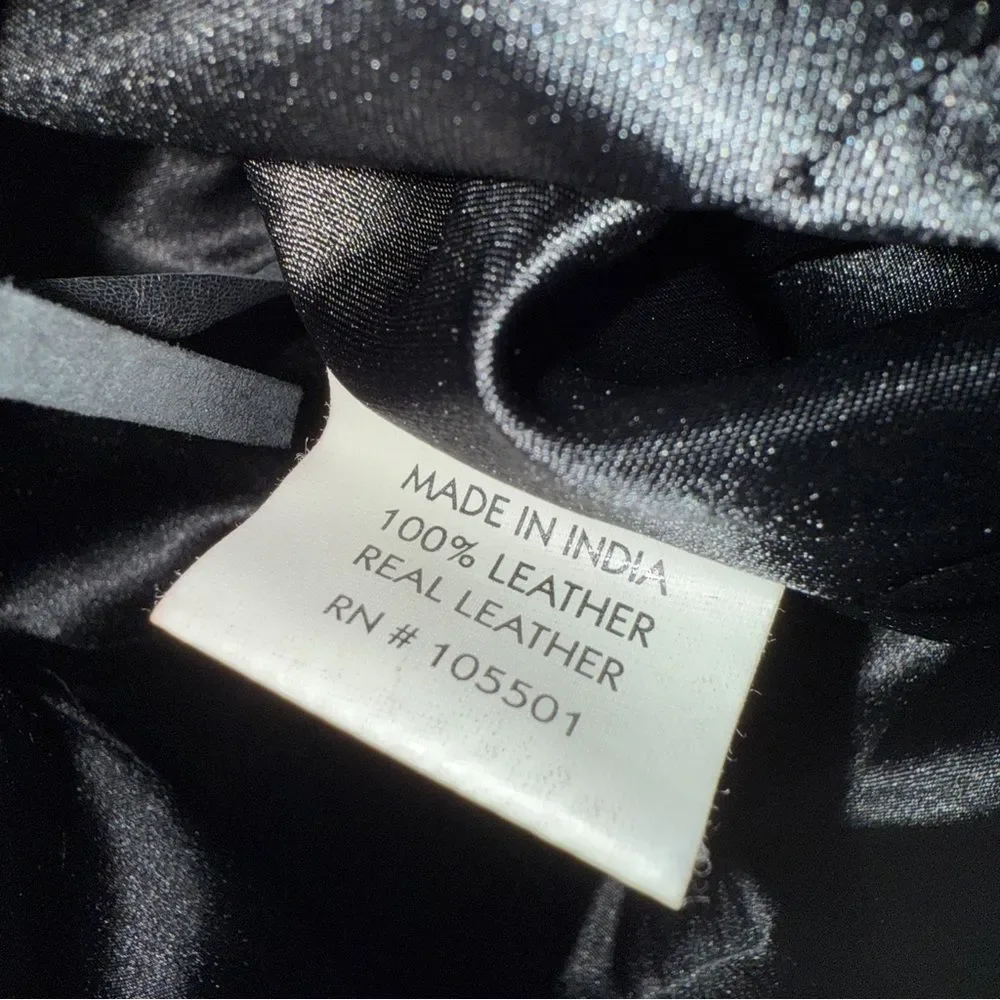 MADE IN INDIA
100% LEATHER
REAL LEATHER
RN # 105501